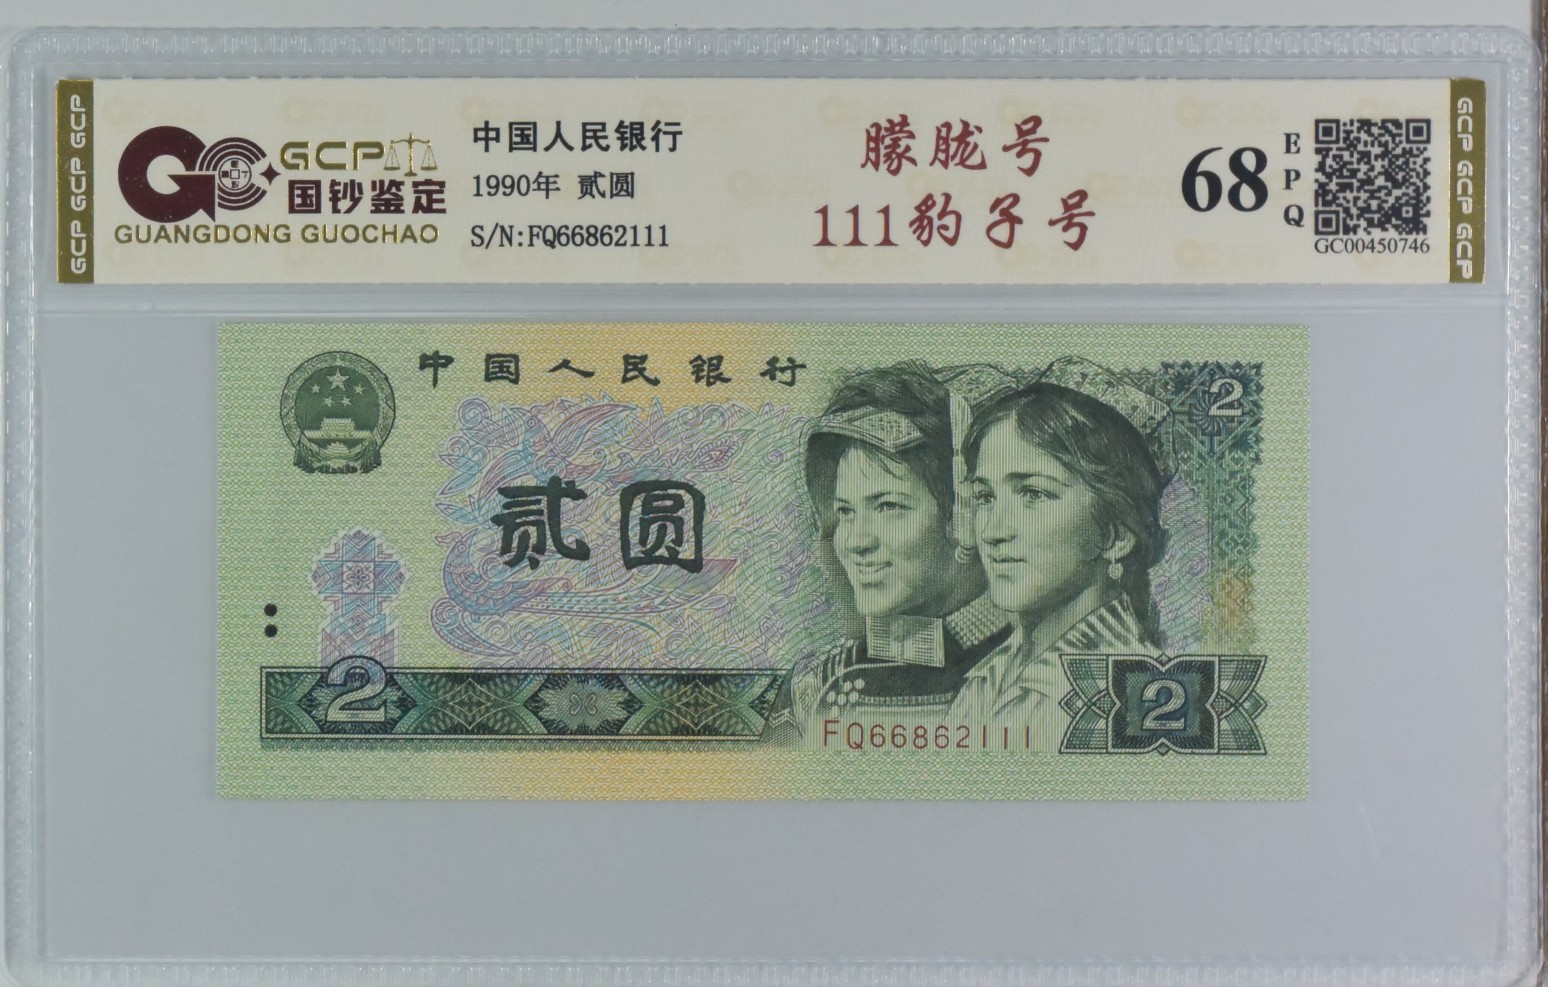 GCP GCP GCP
GCP
国钞鉴定
GUANGDONG GUOCHAO
中国人民银行
1990年 贰圆
S/N:FQ66862111
朦胧号
111豹子号
68
EPQ
GC00450746
GCP GCP GCP
中国人民银行
2
贰圆
2
2
FQ66862111